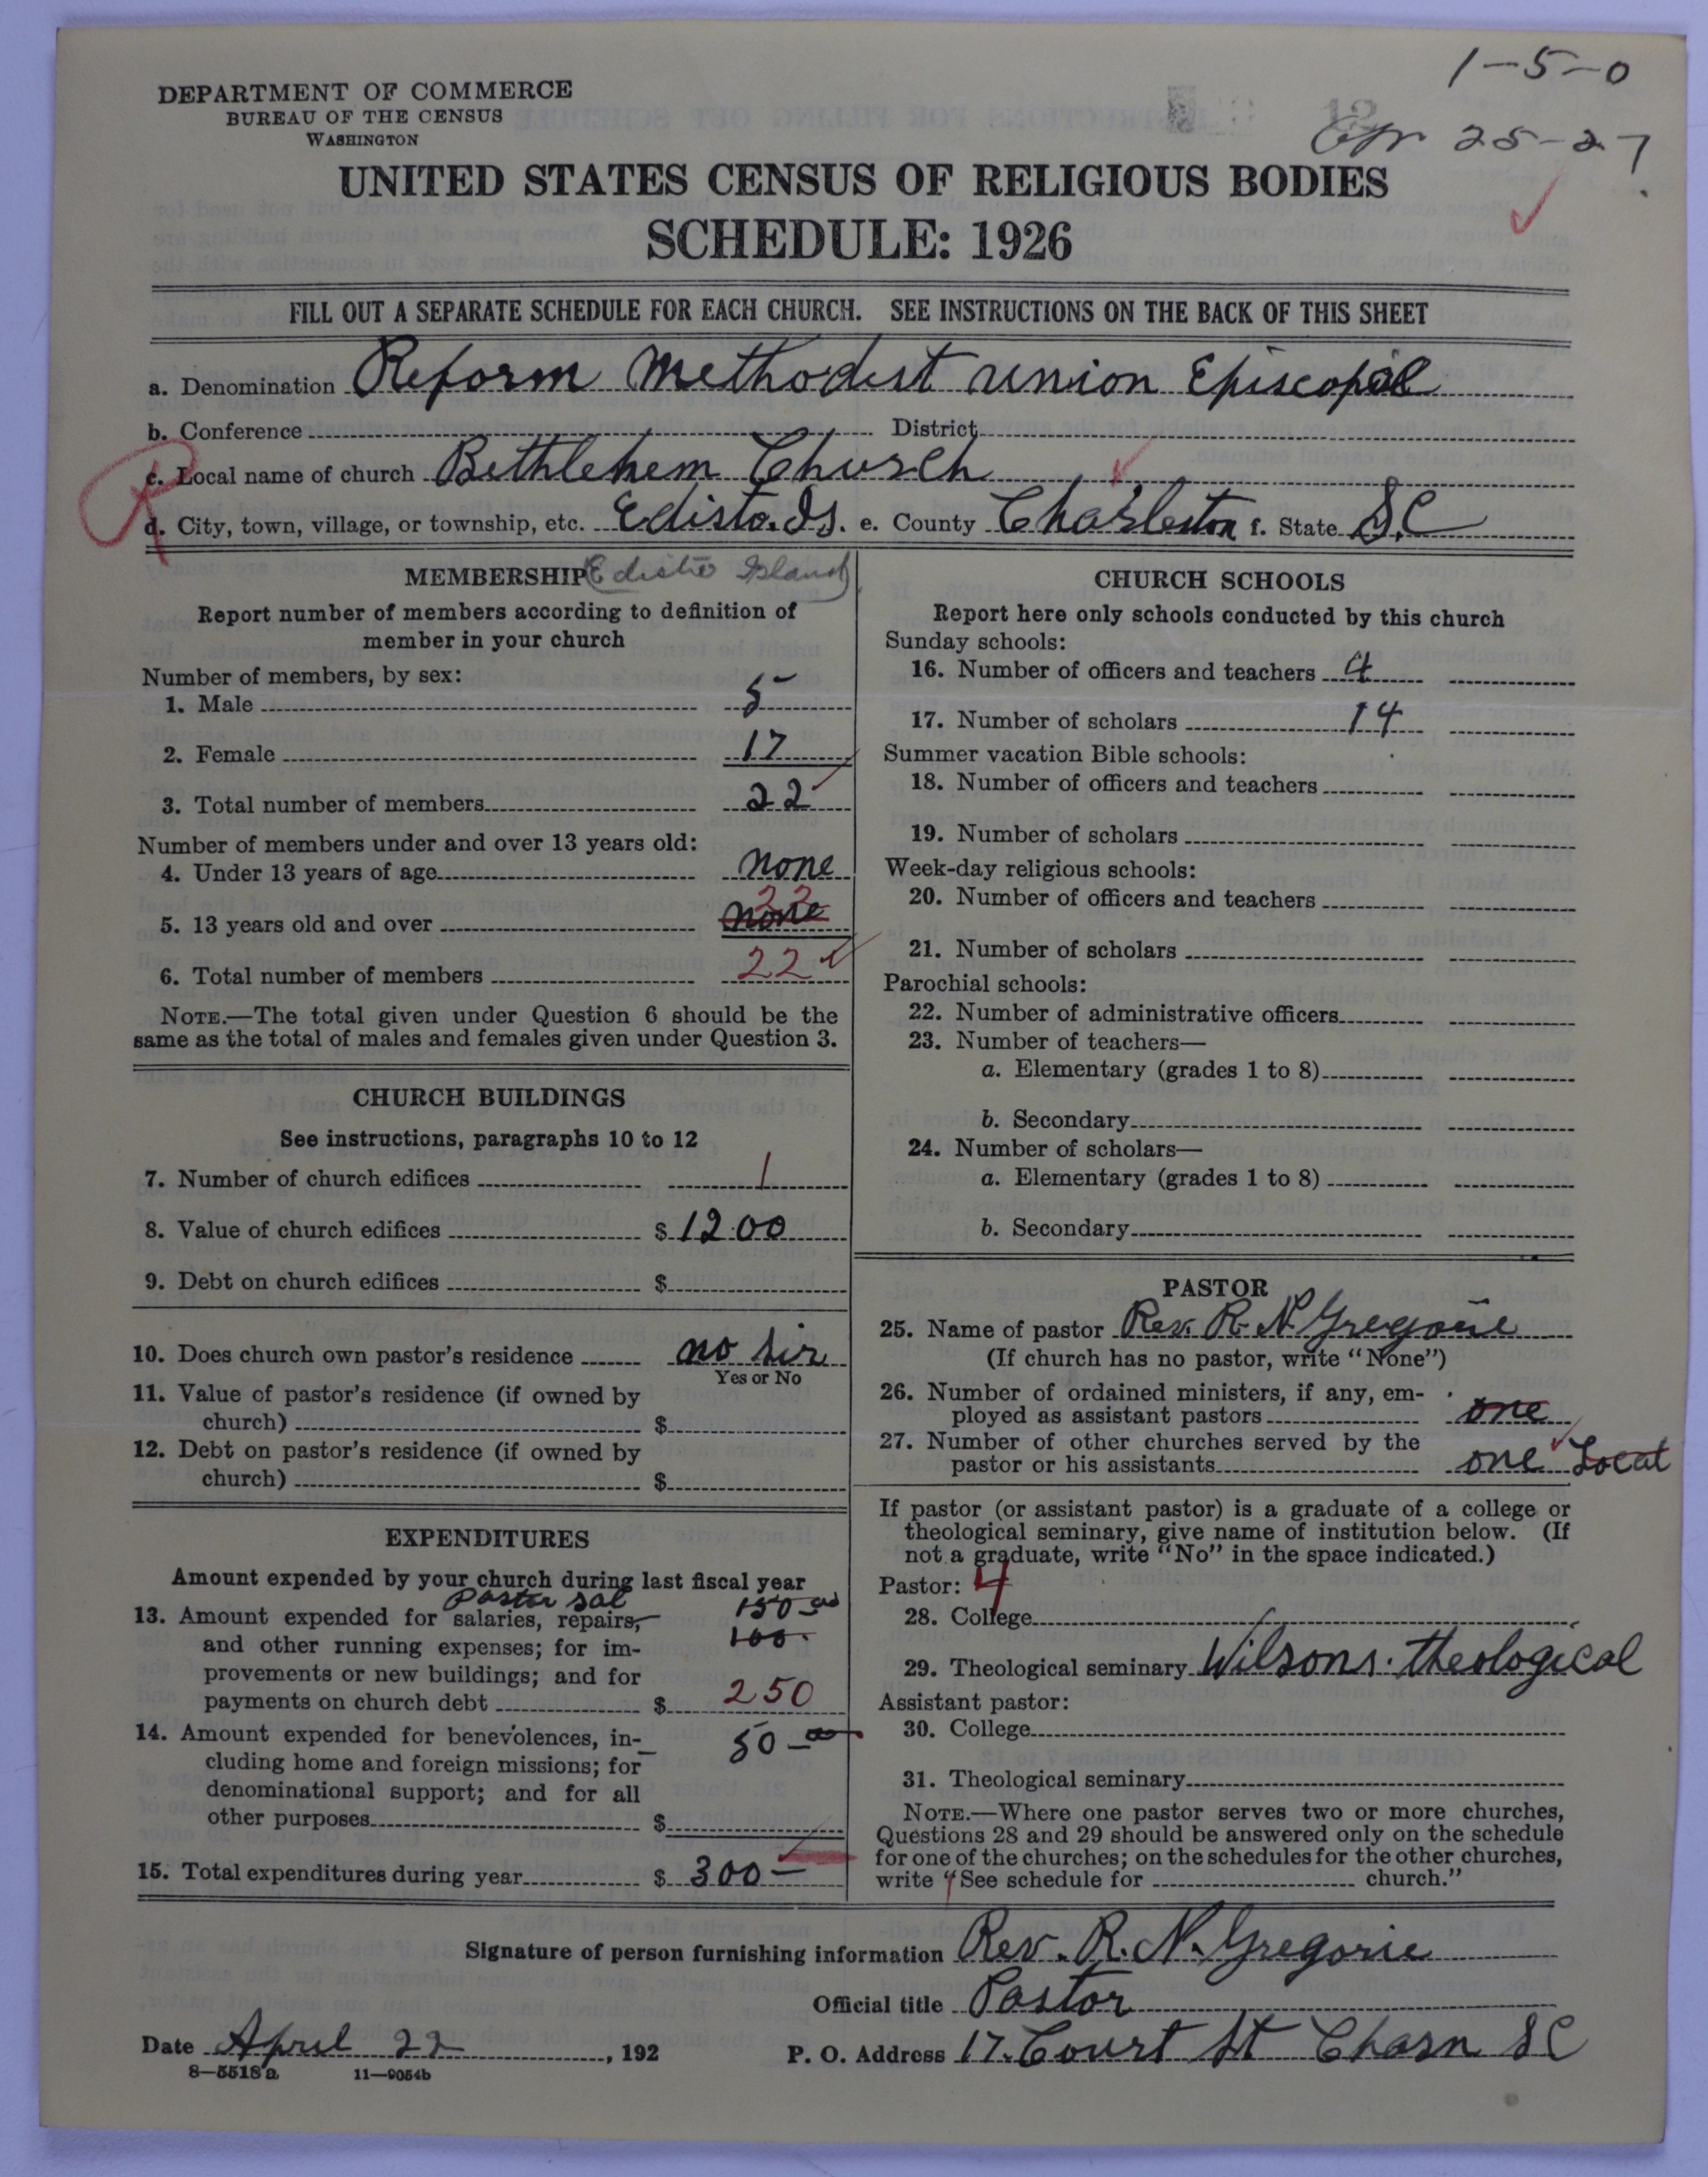 1-5-0
DEPARTMENT OF COMMERCE
BUREAU OF THE CENSUS
WASHINGTON
Apr 25-27
UNITED STATES CENSUS OF RELIGIOUS BODIES
SCHEDULE: 1926
FILL OUT A SEPARATE SCHEDULE FOR EACH CHURCH. SEE INSTRUCTIONS ON THE BACK OF THIS SHEET
a. Denomination Reform Methodist union Episcopal
b. Conference District
c. Local name of church Bethlehem Church
d. City, town, village, or township, etc. Edisto. Is. e. County Charleston f. State S.C
MEMBERSHIP Edisto Island
Report number of members according to definition of
member in your church
Number of members, by sex:
1. Male 5
2. Female 17
3. Total number of members 22
Number of members under and over 13 years old:
4. Under 13 years of age none
22
5. 13 years old and over none
6. Total number of members 22
NOTE.—The total given under Question 6 should be the
same as the total of males and females given under Question 3.
CHURCH BUILDINGS
See instructions, paragraphs 10 to 12
7. Number of church edifices 1
8. Value of church edifices $ 1200
9. Debt on church edifices $
10. Does church own pastor's residence no sir
Yes or No
11. Value of pastor's residence (if owned by
church) $
12. Debt on pastor's residence (if owned by
church) $
EXPENDITURES
Amount expended by your church during last fiscal year
Pastor sal 150
13. Amount expended for salaries, repairs, 100.
and other running expenses; for im-
provements or new buildings; and for
payments on church debt $ 250
14. Amount expended for benevolences, in- 50-00
cluding home and foreign missions; for
denominational support; and for all
other purposes $
15. Total expenditures during year $ 300-
CHURCH SCHOOLS
Report here only schools conducted by this church
Sunday schools:
16. Number of officers and teachers 4
17. Number of scholars 14
Summer vacation Bible schools:
18. Number of officers and teachers
19. Number of scholars
Week-day religious schools:
20. Number of officers and teachers
21. Number of scholars
Parochial schools:
22. Number of administrative officers
23. Number of teachers—
a. Elementary (grades 1 to 8)
b. Secondary
24. Number of scholars—
a. Elementary (grades 1 to 8)
b. Secondary
PASTOR
25. Name of pastor Rev. R. N. Gregorie
(If church has no pastor, write "None")
26. Number of ordained ministers, if any, em-
ployed as assistant pastors one
27. Number of other churches served by the
pastor or his assistants one Local
If pastor (or assistant pastor) is a graduate of a college or
theological seminary, give name of institution below. (If
not a graduate, write "No" in the space indicated.)
Pastor: 4
28. College
29. Theological seminary Wilsons. theological
Assistant pastor:
30. College
31. Theological seminary
NOTE.—Where one pastor serves two or more churches,
Questions 28 and 29 should be answered only on the schedule
for one of the churches; on the schedules for the other churches,
write "See schedule for church."
Signature of person furnishing information Rev. R. N. Gregorie
Official title Pastor
Date April 22, 192 P. O. Address 17. Court St Chasn SC
8—5518a 11—9054b